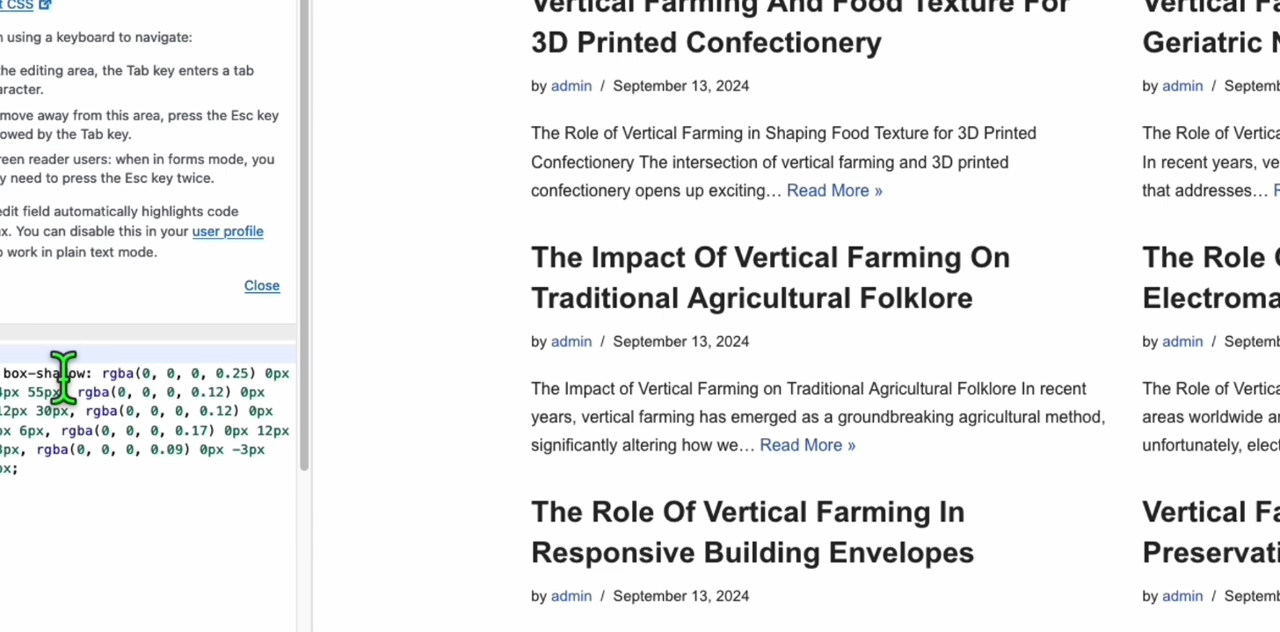 t CSS
n using a keyboard to navigate:
he editing area, the Tab key enters a tab
aracter.
move away from this area, press the Esc key
owed by the Tab key.
reen reader users: when in forms mode, you
y need to press the Esc key twice.
edit field automatically highlights code
x. You can disable this in your user profile
o work in plain text mode.
Close
box-shadow: rgba(0, 0, 0, 0.25) 0px
4px 55px, rgba(0, 0, 0, 0.12) 0px
12px 30px, rgba(0, 0, 0, 0.12) 0px
px 6px, rgba(0, 0, 0, 0.17) 0px 12px
3px, rgba(0, 0, 0, 0.09) 0px -3px
px;
Vertical Farming And Food Texture For
3D Printed Confectionery
by admin / September 13, 2024
The Role of Vertical Farming in Shaping Food Texture for 3D Printed
Confectionery The intersection of vertical farming and 3D printed
confectionery opens up exciting… Read More »
The Impact Of Vertical Farming On
Traditional Agricultural Folklore
by admin / September 13, 2024
The Impact of Vertical Farming on Traditional Agricultural Folklore In recent
years, vertical farming has emerged as a groundbreaking agricultural method,
significantly altering how we… Read More »
The Role Of Vertical Farming In
Responsive Building Envelopes
by admin / September 13, 2024
Vertical Fa
Geriatric N
by admin / Septemb
The Role of Vertica
In recent years, ve
that addresses… R
The Role O
Electroma
by admin / Septemb
The Role of Vertica
areas worldwide ar
unfortunately, elect
Vertical Fa
Preservati
by admin / Septemb